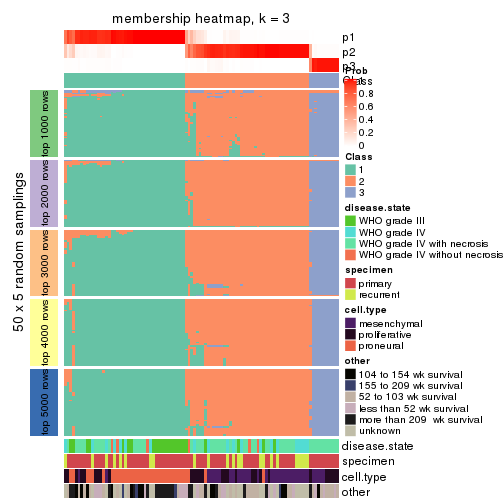 membership heatmap, k = 3
p1
p2
p3
Class
Prob
0.8
0.6
0.4
0.2
0
Class
1
2
3
disease.state
WHO grade III
WHO grade IV
WHO grade IV with necrosis
WHO grade IV without necrosis
specimen
primary
recurrent
cell.type
mesenchymal
proliferative
proneural
other
104 to 154 wk survival
155 to 209 wk survival
52 to 103 wk survival
less than 52 wk survival
more than 209 wk survival
unknown
50 x 5 random samplings
top 1000 rows
top 2000 rows
top 3000 rows
top 4000 rows
top 5000 rows
disease.state
specimen
cell.type
other